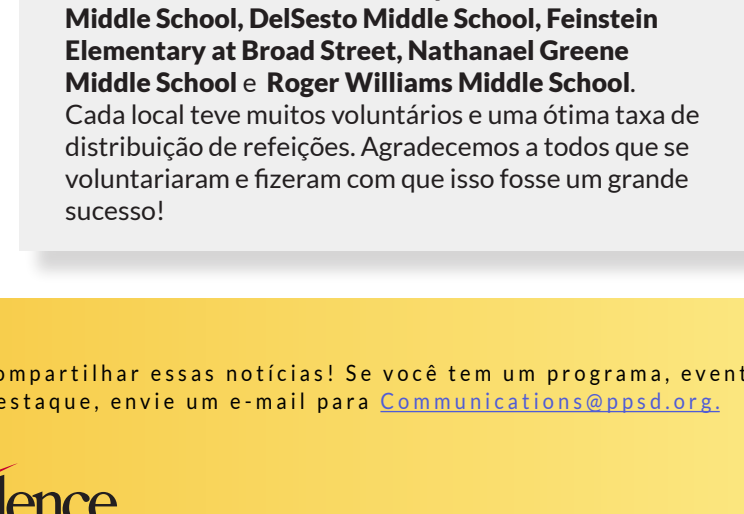 Middle School, DelSesto Middle School, Feinstein
Elementary at Broad Street, Nathanael Greene
Middle School e Roger Williams Middle School.
Cada local teve muitos voluntários e uma ótima taxa de
distribuição de refeições. Agradecemos a todos que se
voluntariaram e fizeram com que isso fosse um grande
sucesso!
ompartilhar essas notícias! Se você tem um programa, event
estaque, envie um e-mail para Communications@ppsd.org.
lence